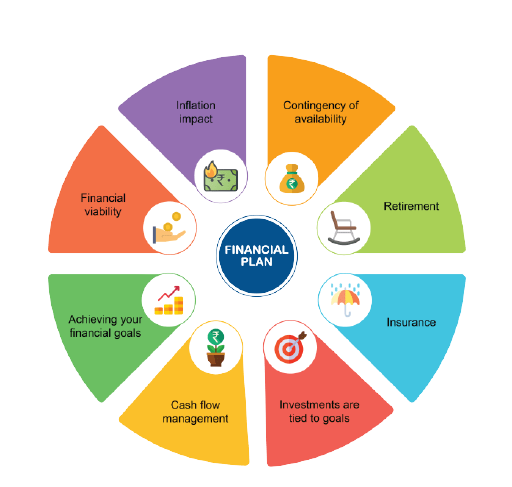 Inflation
impact
Contingency of
availability
Retirement
Insurance
Investments are
tied to goals
Cash flow
management
Achieving your
financial goals
Financial
viability
FINANCIAL
PLAN
₹
₹
₹